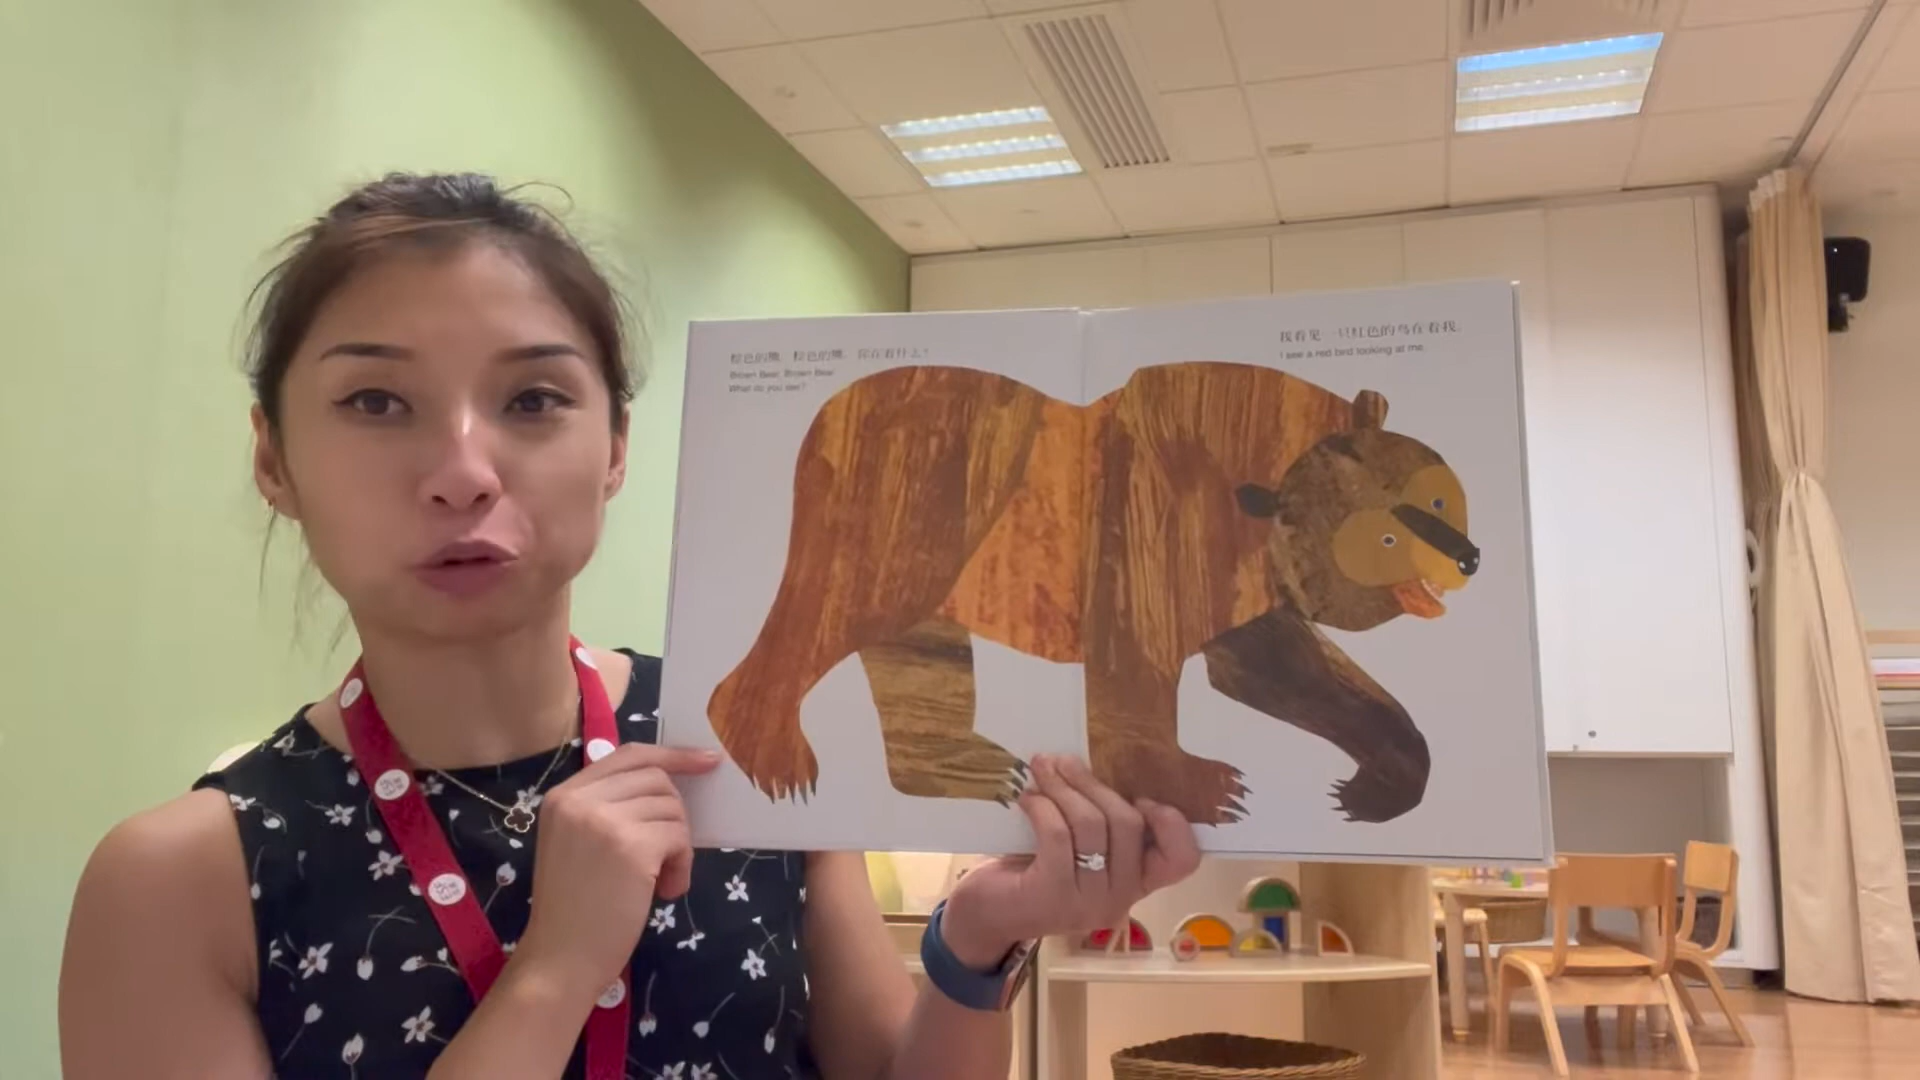 棕色的熊，棕色的熊，你在看什么？
Brown Bear, Brown Bear,
What do you see?
我看见一只红色的鸟在看我。
I see a red bird looking at me.